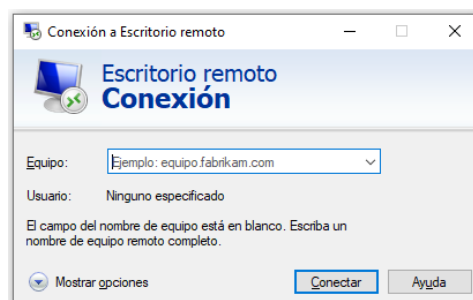 Conexión a Escritorio remoto
Escritorio remoto
Conexión
Equipo:
Ejemplo: equipo.fabrikam.com
Usuario:
Ninguno especificado
El campo del nombre de equipo está en blanco. Escriba un
nombre de equipo remoto completo.
Mostrar opciones
Conectar
Ayuda